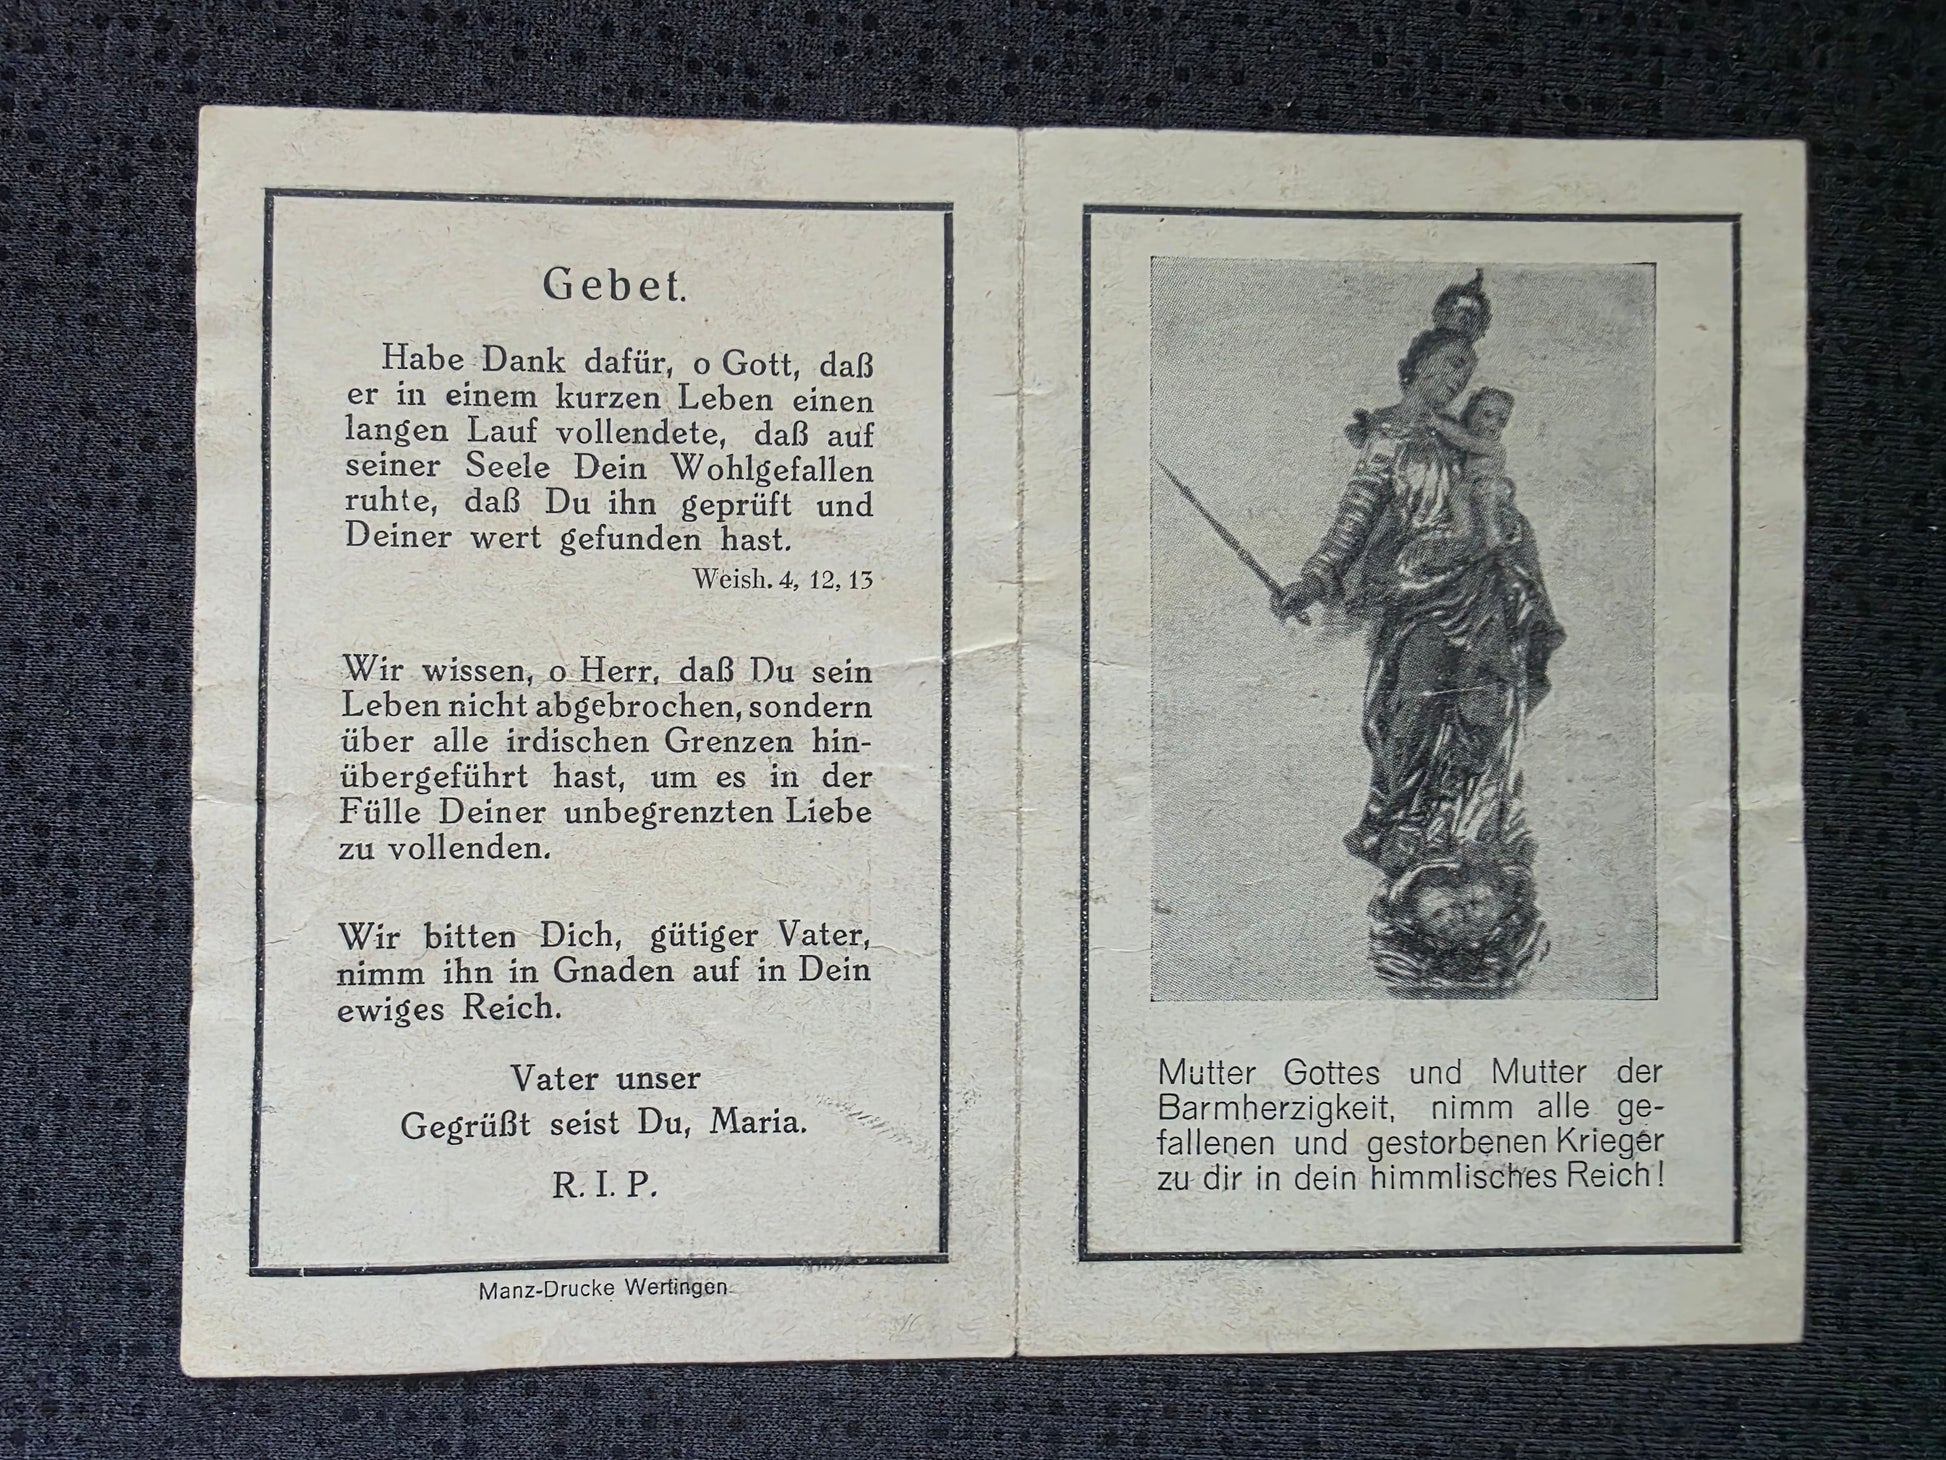 Gebet.
Habe Dank dafür, o Gott, daß
er in einem kurzen Leben einen
langen Lauf vollendete, daß auf
seiner Seele Dein Wohlgefallen
ruhte, daß Du ihn geprüft und
Deiner wert gefunden hast.
Weish. 4, 12, 13
Wir wissen, o Herr, daß Du sein
Leben nicht abgebrochen, sondern
über alle irdischen Grenzen hin-
übergeführt hast, um es in der
Fülle Deiner unbegrenzten Liebe
zu vollenden.
Wir bitten Dich, gütiger Vater,
nimm ihn in Gnaden auf in Dein
ewiges Reich.
Vater unser
Gegrüßt seist Du, Maria.
R. I. P.
Manz-Drucke Wertingen
Mutter Gottes und Mutter der
Barmherzigkeit, nimm alle ge-
fallenen und gestorbenen Krieger
zu dir in dein himmlisches Reich!